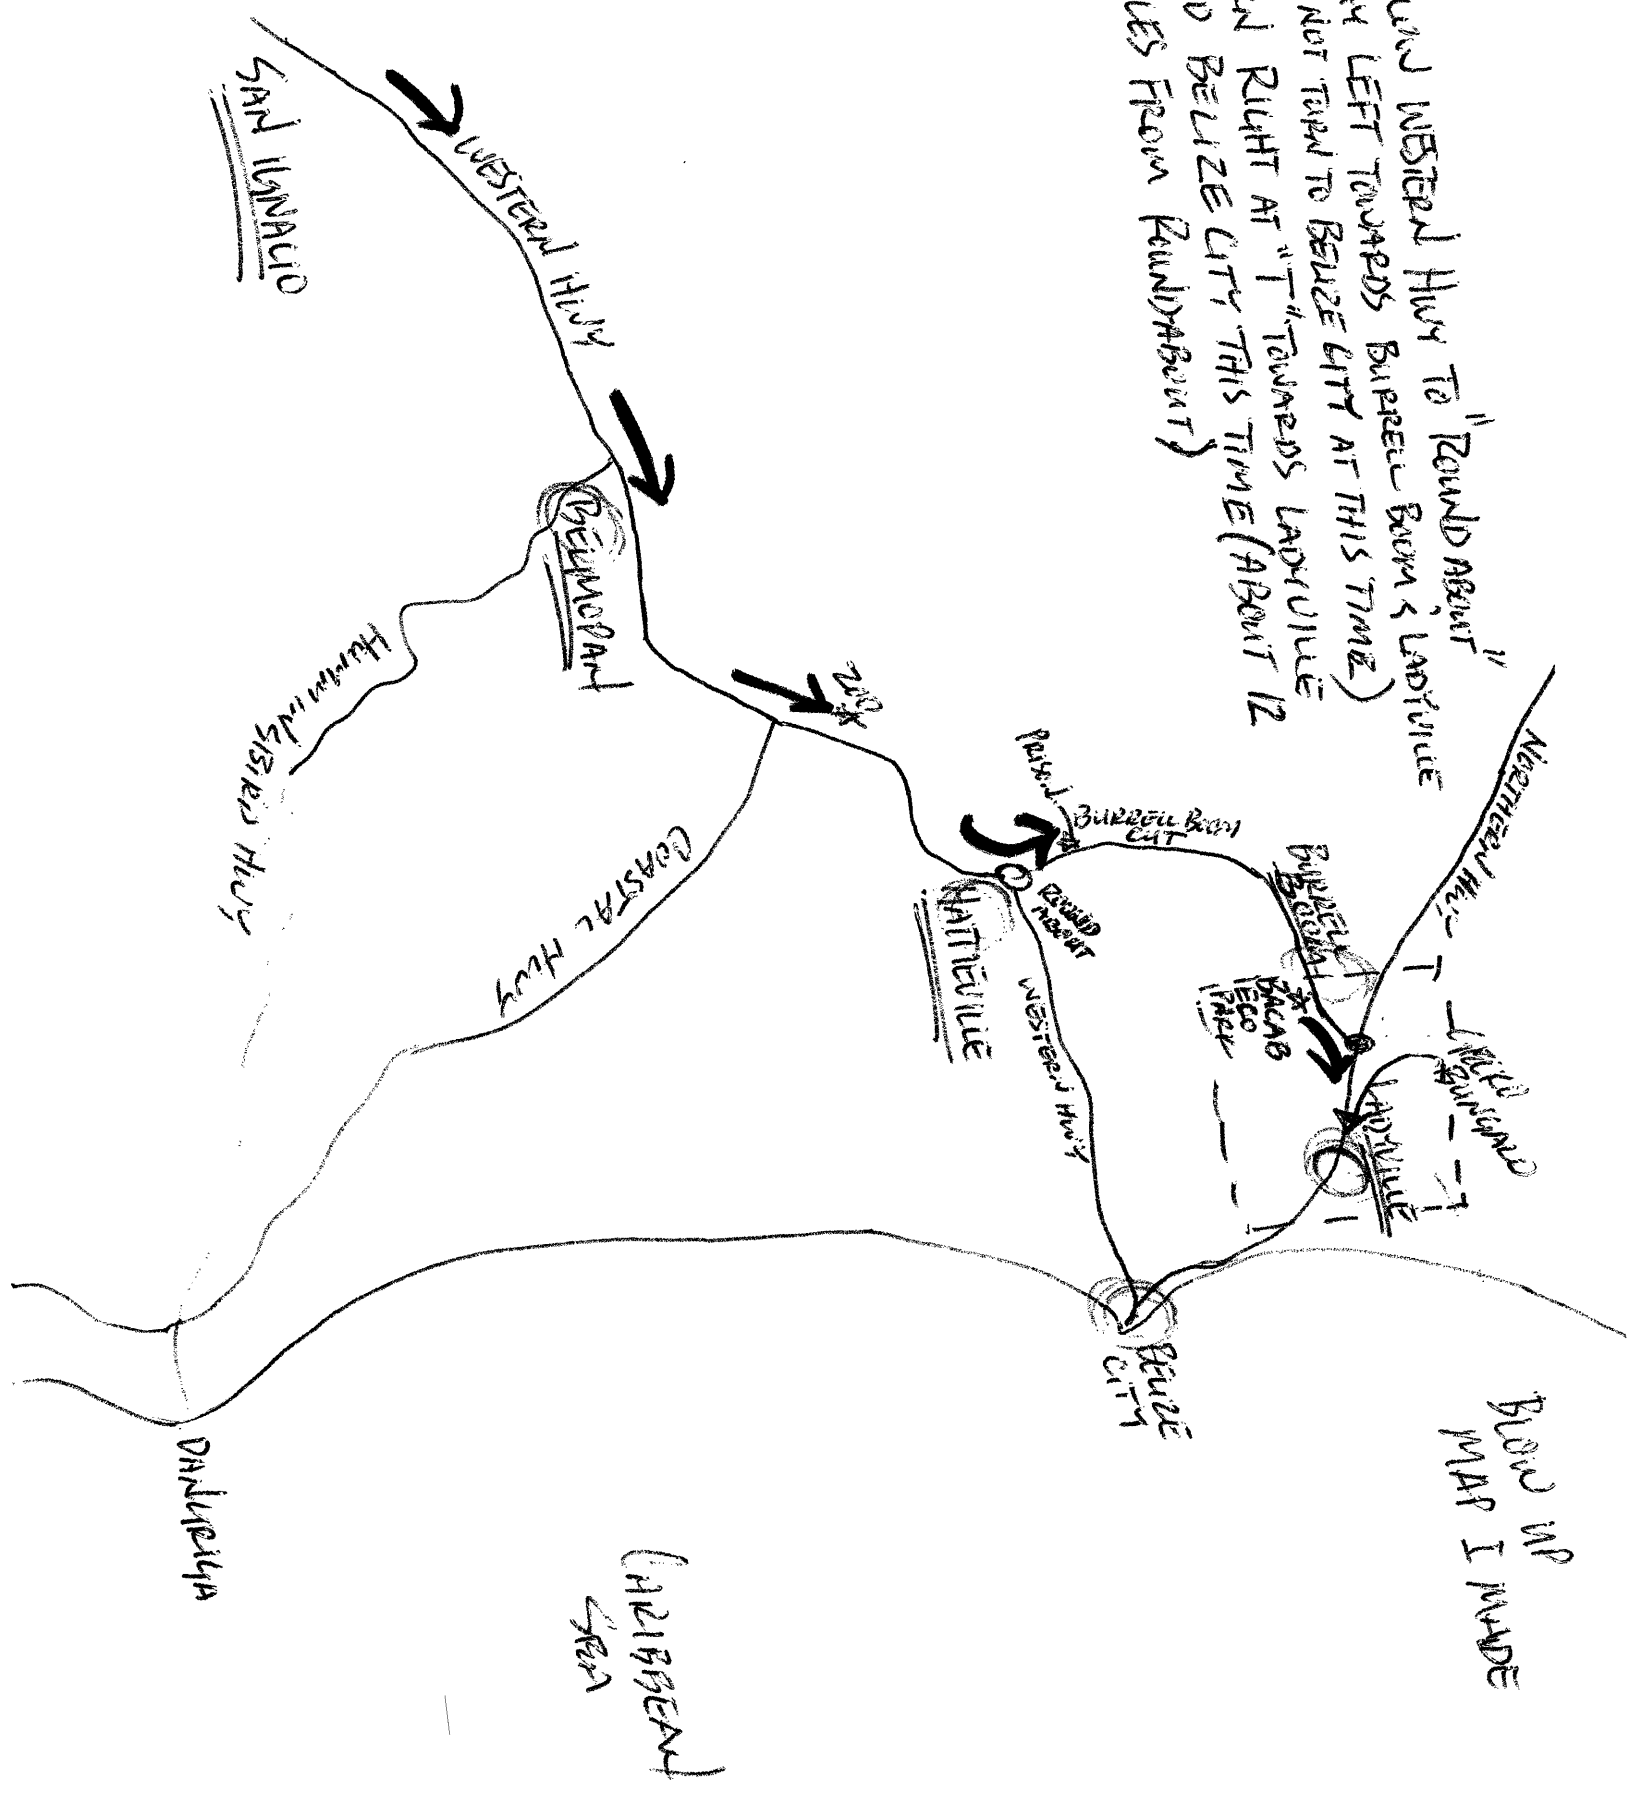 WN WESTERN HWY TO "ROUND ABOUT"
LEFT TOWARDS BURRELL BOOM & LADYVILLE
NOT TURN TO BELIZE CITY AT THIS TIME)
N RIGHT AT "T" TOWARDS LADYVILLE
D BELIZE CITY THIS TIME (ABOUT 12
LES FROM ROUNDABOUT)
NORTHERN HWY
BURRELL BOOM
CUT
PRISON
BURRELL
BOOM
ROUND
ABOUT
BACAB
ECO
PARK
LADYVILLE
ZOO
HATTIEVILLE
WESTERN HWY
WESTERN HWY
SAN IGNACIO
BELMOPAN
HUMMINGBIRD HWY
COASTAL HWY
BELIZE
CITY
DANGRIGA
CARIBBEAN
SEA
BLOW UP
MAP I MADE